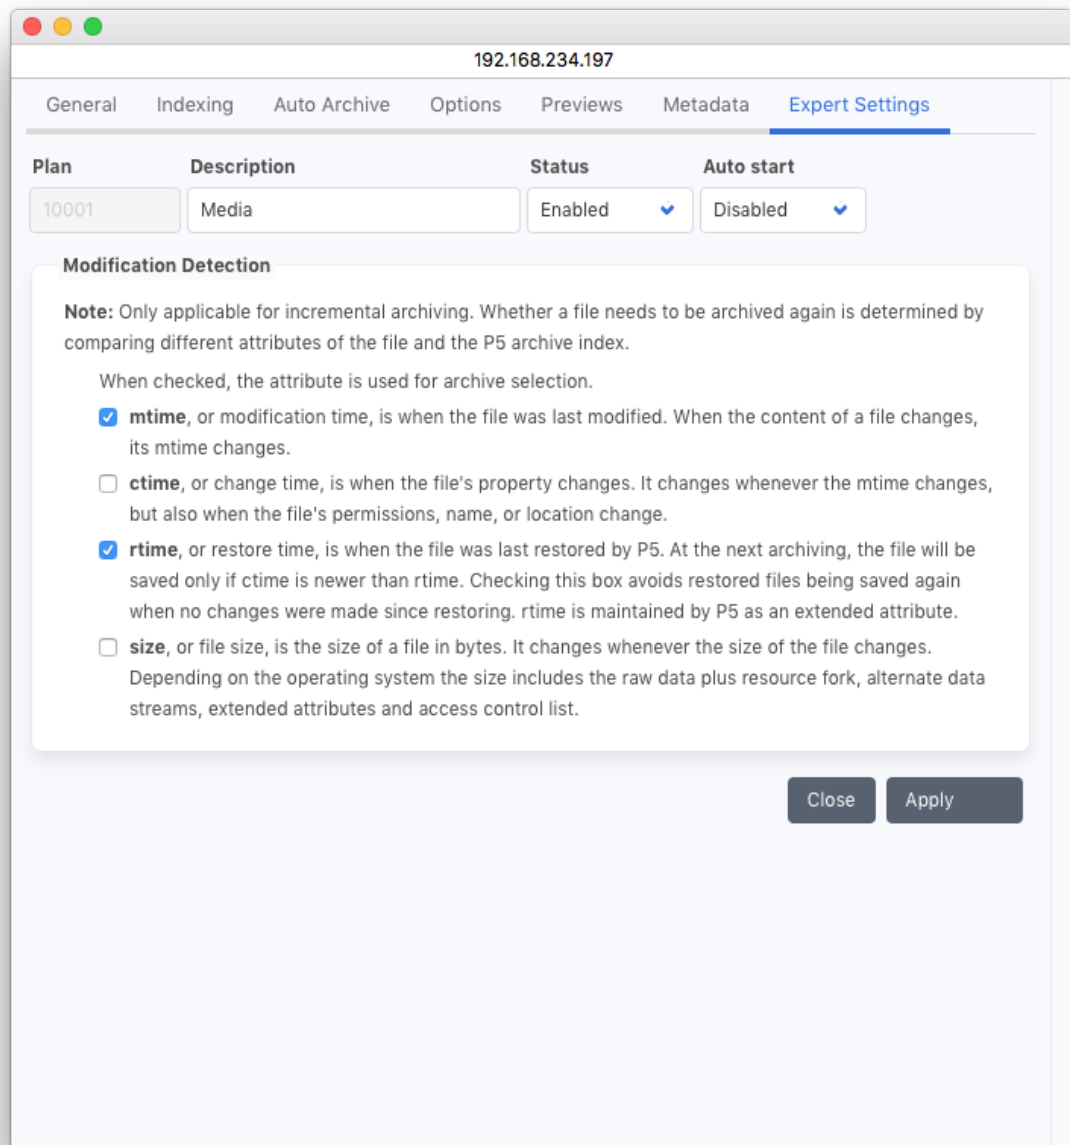 192.168.234.197
General Indexing Auto Archive Options Previews Metadata Expert Settings
Plan Description Status Auto start
10001 Media Enabled Disabled
Modification Detection
Note: Only applicable for incremental archiving. Whether a file needs to be archived again is determined by
comparing different attributes of the file and the P5 archive index.
When checked, the attribute is used for archive selection.
mtime, or modification time, is when the file was last modified. When the content of a file changes,
its mtime changes.
ctime, or change time, is when the file's property changes. It changes whenever the mtime changes,
but also when the file's permissions, name, or location change.
rtime, or restore time, is when the file was last restored by P5. At the next archiving, the file will be
saved only if ctime is newer than rtime. Checking this box avoids restored files being saved again
when no changes were made since restoring. rtime is maintained by P5 as an extended attribute.
size, or file size, is the size of a file in bytes. It changes whenever the size of the file changes.
Depending on the operating system the size includes the raw data plus resource fork, alternate data
streams, extended attributes and access control list.
Close Apply